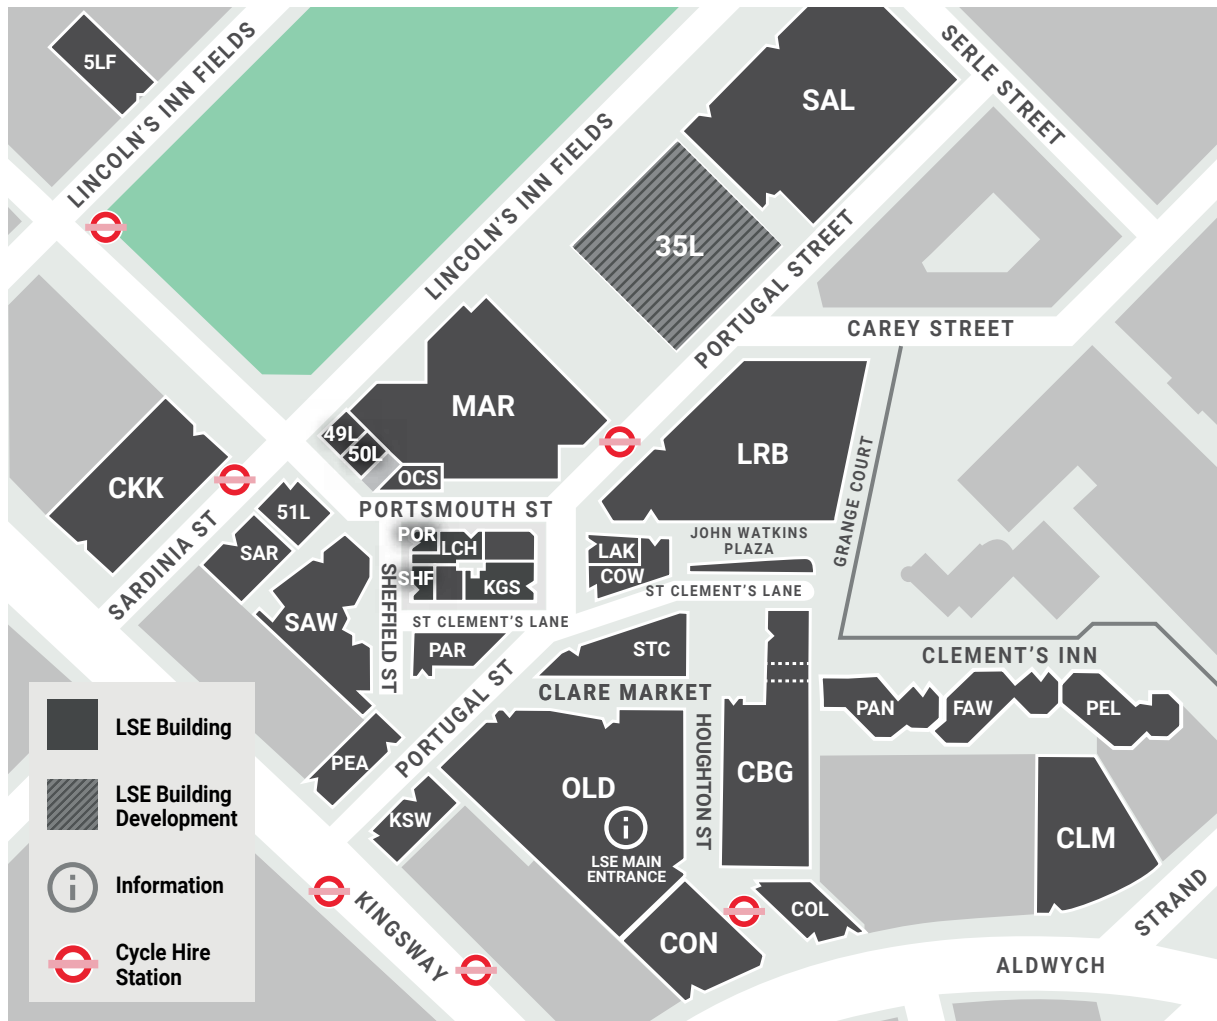 5LF
LINCOLN'S INN FIELDS
SERLE STREET
SAL
LINCOLN'S INN FIELDS
35L
PORTUGAL STREET
CAREY STREET
MAR
49L
50L
OCS
LRB
GRANGE COURT
CKK
SARDINIA ST
51L
SAR
SAW
PORTSMOUTH ST
POR
LCH
SHF
KGS
SHEFFIELD ST
LAK
COW
JOHN WATKINS
PLAZA
ST CLEMENT'S LANE
ST CLEMENT'S LANE
PAR
STC
CLARE MARKET
CLEMENT'S INN
PAN
FAW
PEL
PORTUGAL ST
PEA
KSW
OLD
LSE MAIN
ENTRANCE
HOUGHTON ST
CBG
CLM
COL
CON
KINGSWAY
STRAND
ALDWYCH
LSE Building
LSE Building
Development
Information
Cycle Hire
Station